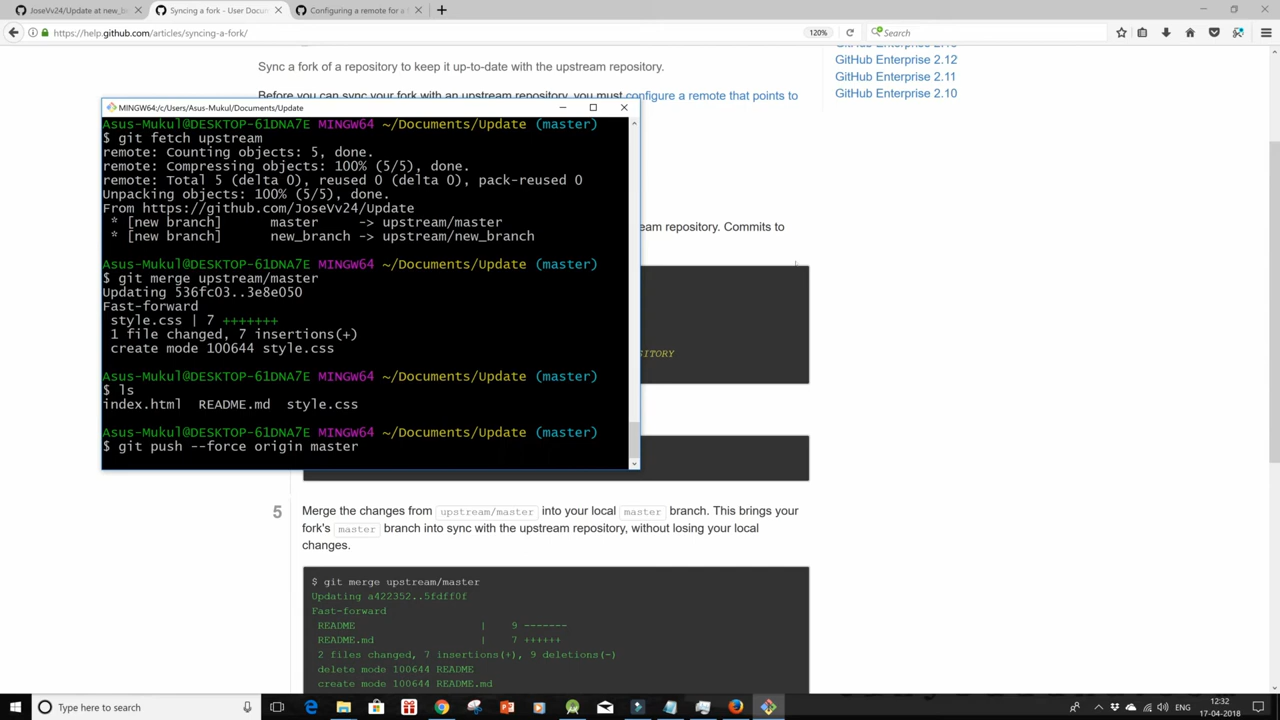 JoseVv24/Update at new_b
Syncing a fork - User Docum
Configuring a remote for a f
https://help.github.com/articles/syncing-a-fork/
120%
Search
GitHub Enterprise 2.12
GitHub Enterprise 2.11
GitHub Enterprise 2.10
Sync a fork of a repository to keep it up-to-date with the upstream repository.
Before you can sync your fork with an upstream repository, you must configure a remote that points to
MINGW64:/c/Users/Asus-Mukul/Documents/Update
Asus-Mukul@DESKTOP-61DNA7E MINGW64 ~/Documents/Update (master)
$ git fetch upstream
remote: Counting objects: 5, done.
remote: Compressing objects: 100% (5/5), done.
remote: Total 5 (delta 0), reused 0 (delta 0), pack-reused 0
Unpacking objects: 100% (5/5), done.
From https://github.com/JoseVv24/Update
* [new branch] master -> upstream/master
* [new branch] new_branch -> upstream/new_branch
Asus-Mukul@DESKTOP-61DNA7E MINGW64 ~/Documents/Update (master)
$ git merge upstream/master
Updating 536fc03..3e8e050
Fast-forward
style.css | 7 +++++++
1 file changed, 7 insertions(+)
create mode 100644 style.css
Asus-Mukul@DESKTOP-61DNA7E MINGW64 ~/Documents/Update (master)
$ ls
index.html README.md style.css
Asus-Mukul@DESKTOP-61DNA7E MINGW64 ~/Documents/Update (master)
$ git push --force origin master
repository. Commits to
5
Merge the changes from upstream/master into your local master branch. This brings your
fork's master branch into sync with the upstream repository, without losing your local
changes.
$ git merge upstream/master
Updating a422352..5fdff0f
Fast-forward
README | 9 -------
README.md | 7 ++++++
2 files changed, 7 insertions(+), 9 deletions(-)
delete mode 100644 README
create mode 100644 README.md
Type here to search
ENG
12:32
17-04-2018